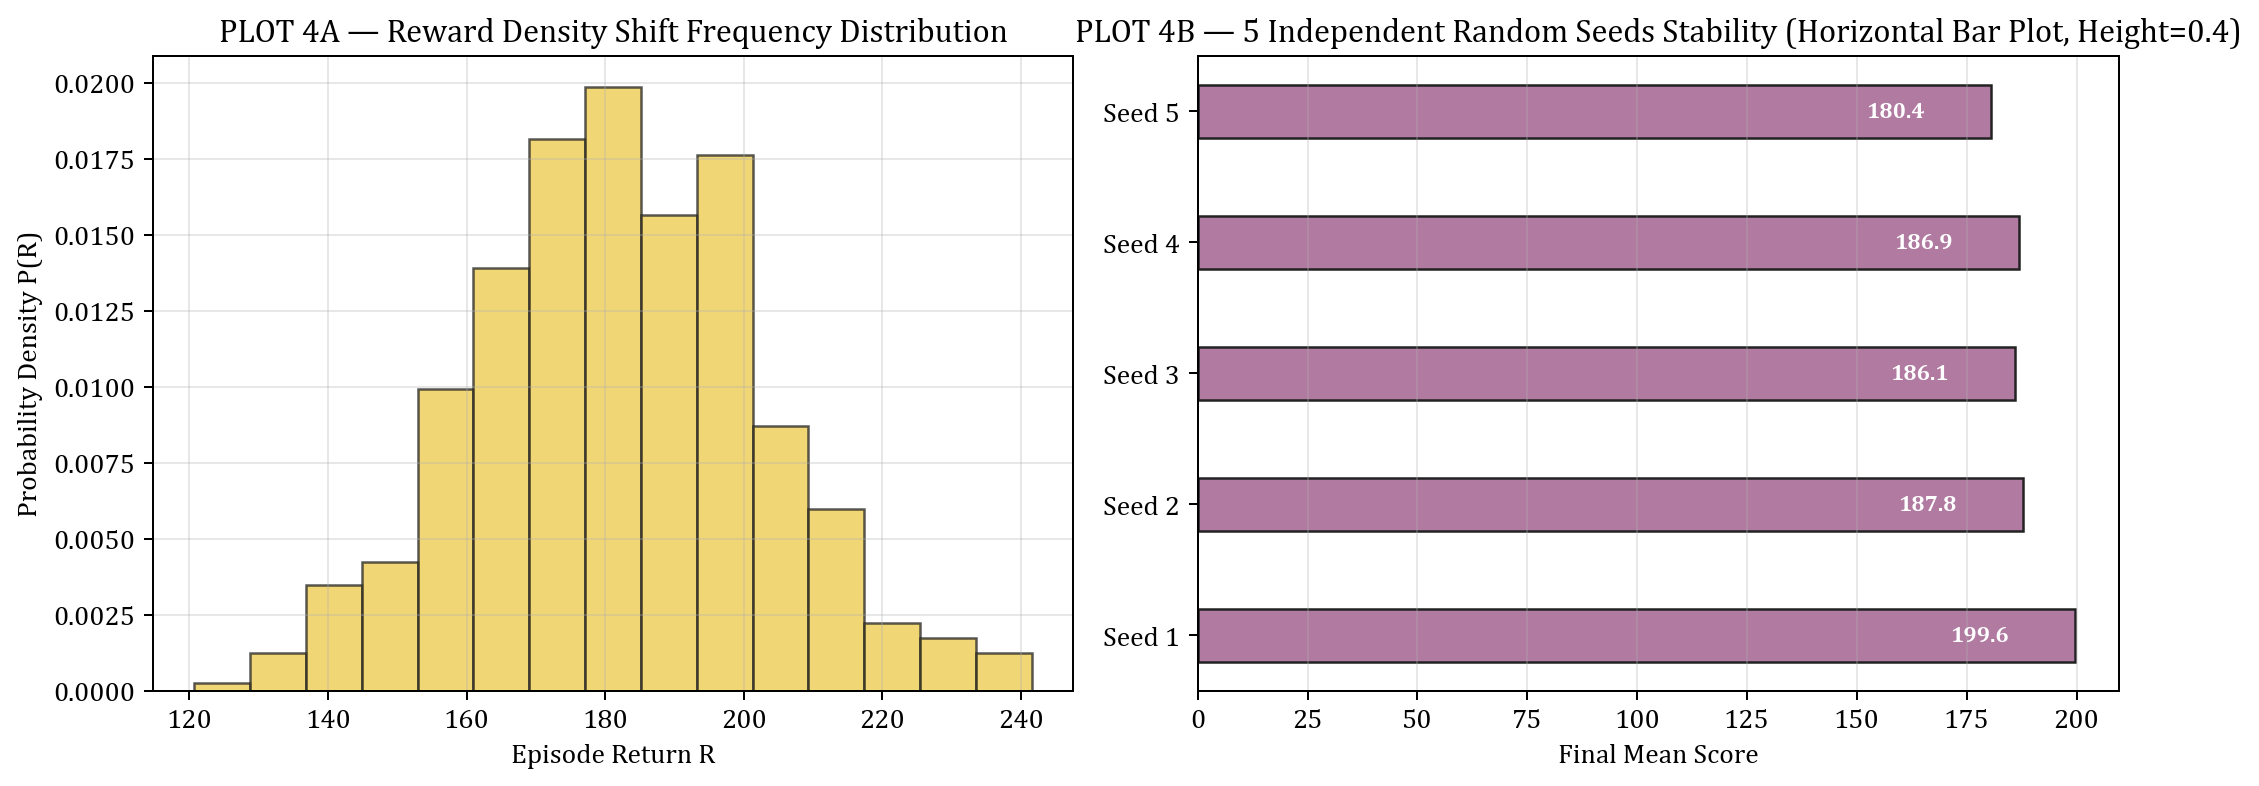 PLOT 4A — Reward Density Shift Frequency Distribution
Probability Density P(R)
0.0200
0.0175
0.0150
0.0125
0.0100
0.0075
0.0050
0.0025
0.0000
120 140 160 180 200 220 240
Episode Return R
PLOT 4B — 5 Independent Random Seeds Stability (Horizontal Bar Plot, Height=0.4)
Seed 5 180.4
Seed 4 186.9
Seed 3 186.1
Seed 2 187.8
Seed 1 199.6
0 25 50 75 100 125 150 175 200
Final Mean Score